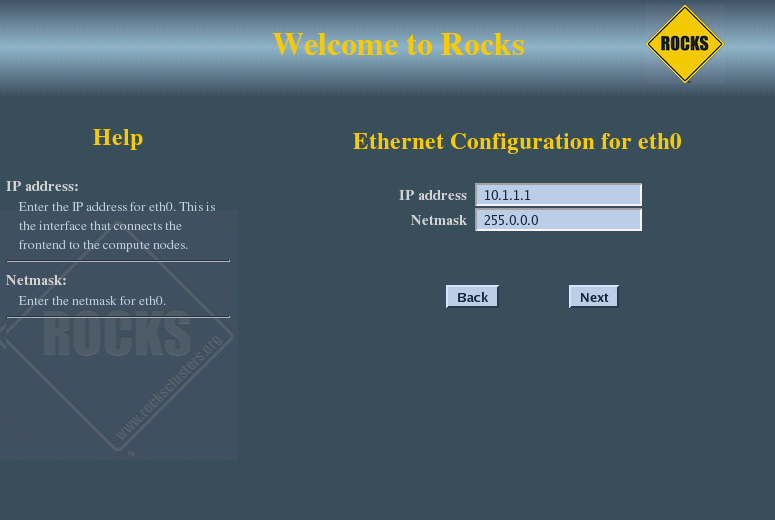 Welcome to Rocks
ROCKS
Help
IP address:
Enter the IP address for eth0. This is
the interface that connects the
frontend to the compute nodes.
Netmask:
Enter the netmask for eth0.
ROCKS
www.rocksclusters.org
Ethernet Configuration for eth0
IP address 10.1.1.1
Netmask 255.0.0.0
Back Next